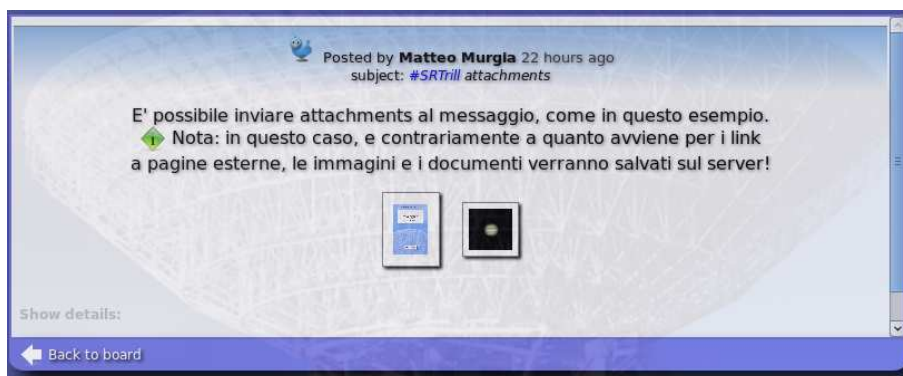 Posted by Matteo Murgia 22 hours ago
subject: #SRTrill attachments
E' possibile inviare attachments al messaggio, come in questo esempio.
Nota: in questo caso, e contrariamente a quanto avviene per i link
a pagine esterne, le immagini e i documenti verranno salvati sul server!
Show details:
Back to board